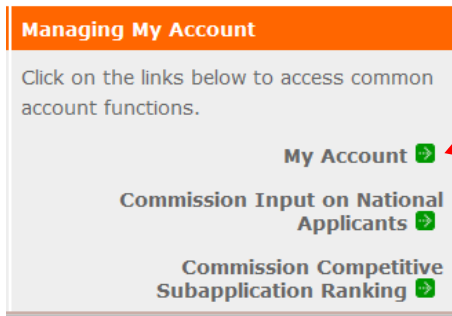 Managing My Account
Click on the links below to access common
account functions.
My Account
Commission Input on National
Applicants
Commission Competitive
Subapplication Ranking